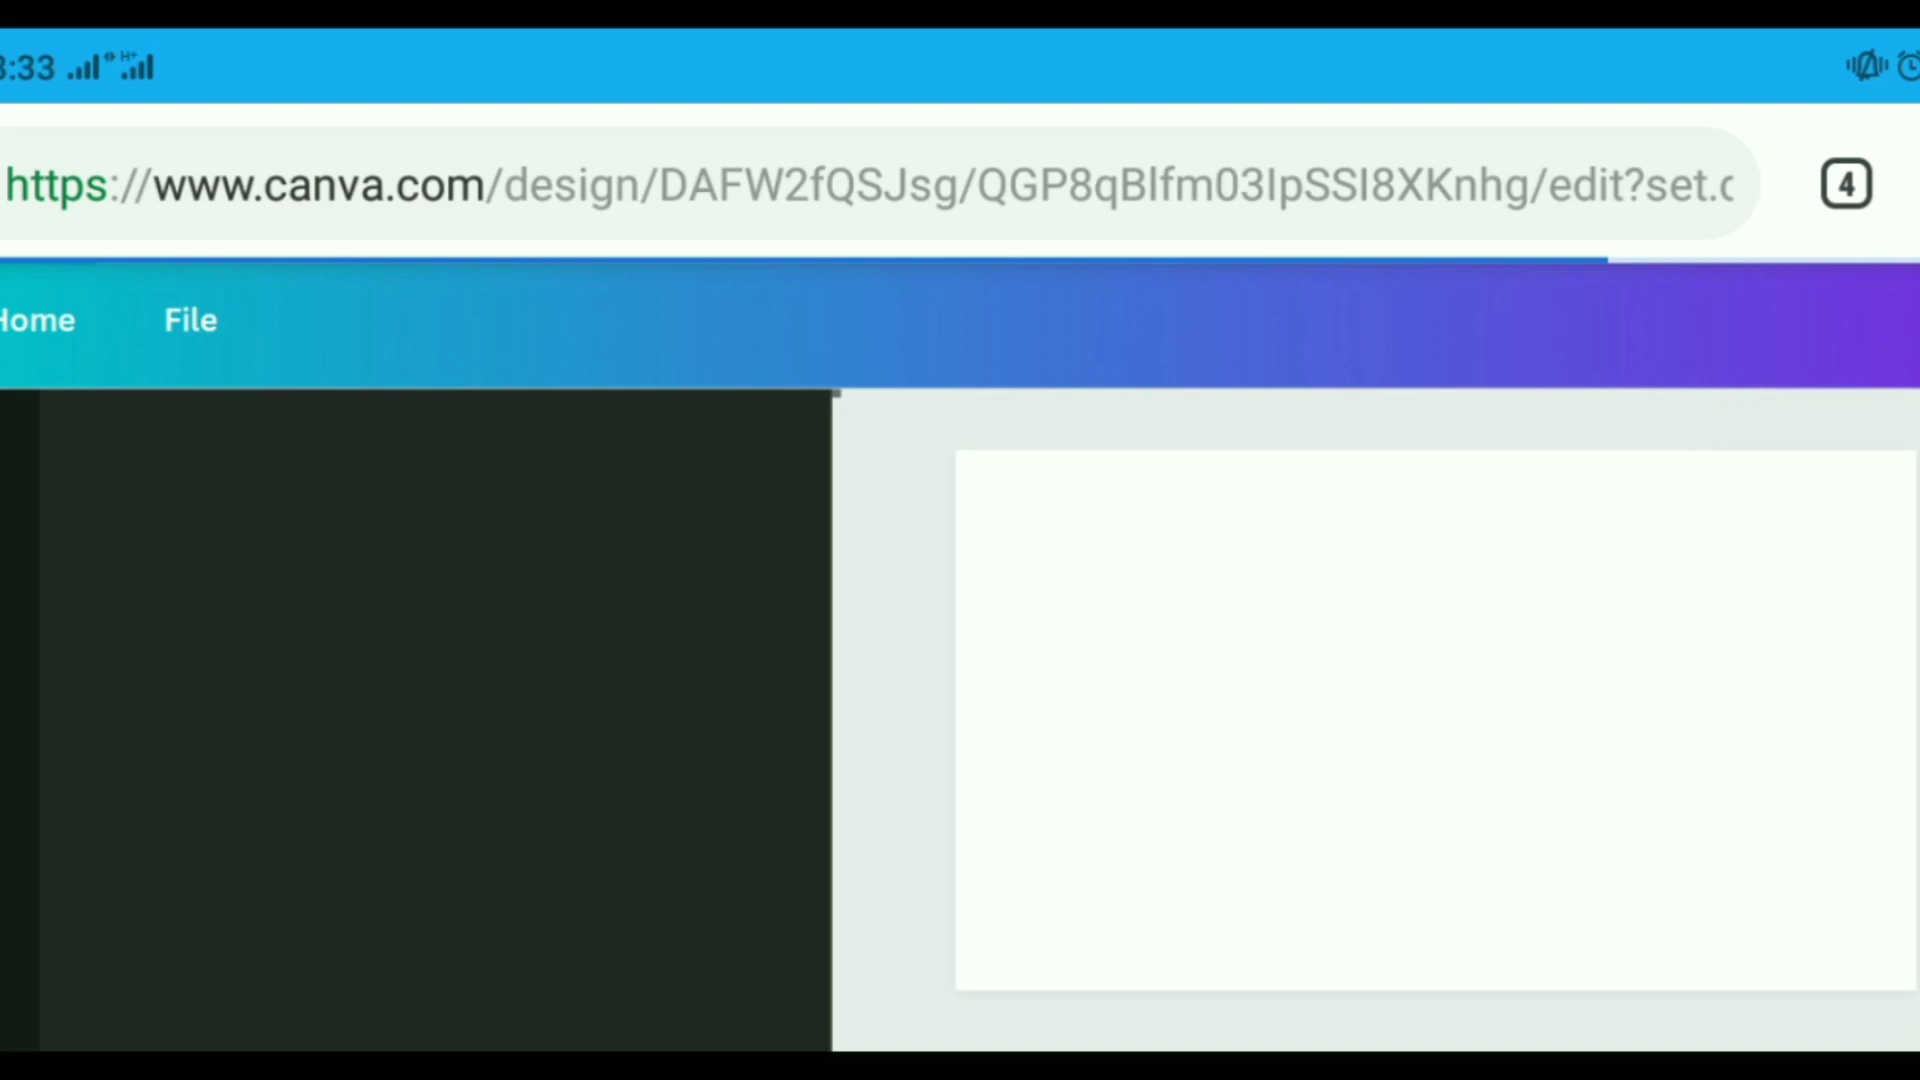 :33 H+
https://www.canva.com/design/DAFW2fQSJsg/QGP8qBlfm03IpSSI8XKnhg/edit?set.c
4
Home File